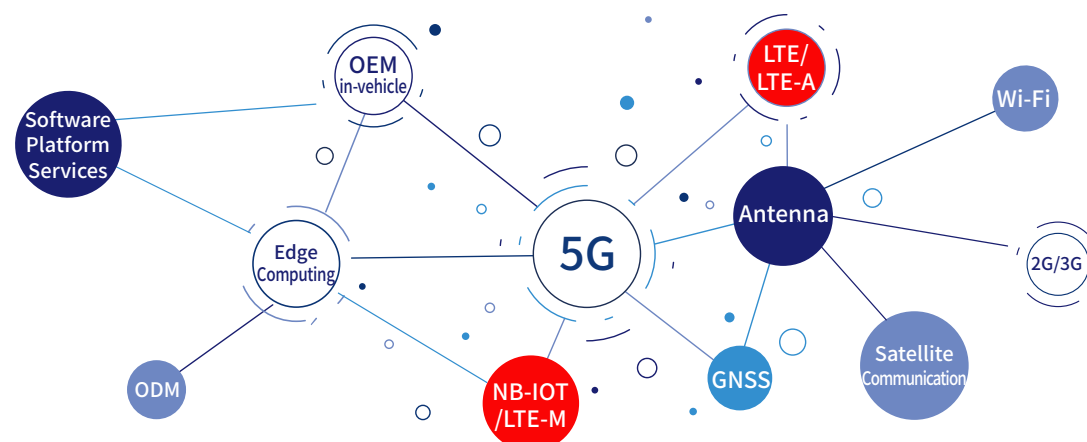 OEM
in-vehicle
LTE/
LTE-A
Wi-Fi
Software
Platform
Services
Antenna
5G
Edge
Computing
2G/3G
Satellite
Communication
GNSS
ODM
NB-IOT
/LTE-M